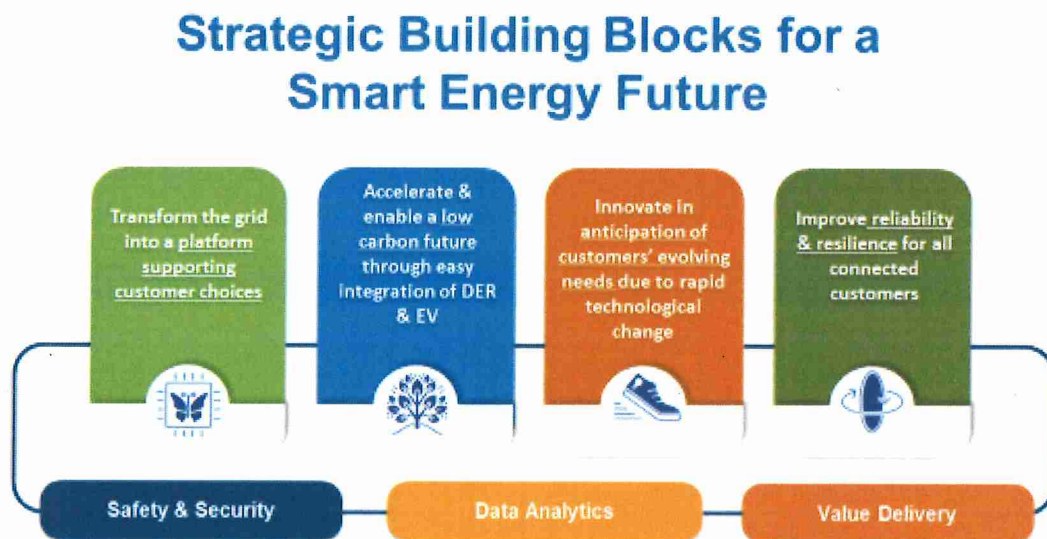 Strategic Building Blocks for a
Smart Energy Future
Transform the grid
into a platform
supporting
customer choices
Accelerate &
enable a low
carbon future
through easy
integration of DER
& EV
Innovate in
anticipation of
customers' evolving
needs due to rapid
technological
change
Improve reliability
& resilience for all
connected
customers
Safety & Security
Data Analytics
Value Delivery